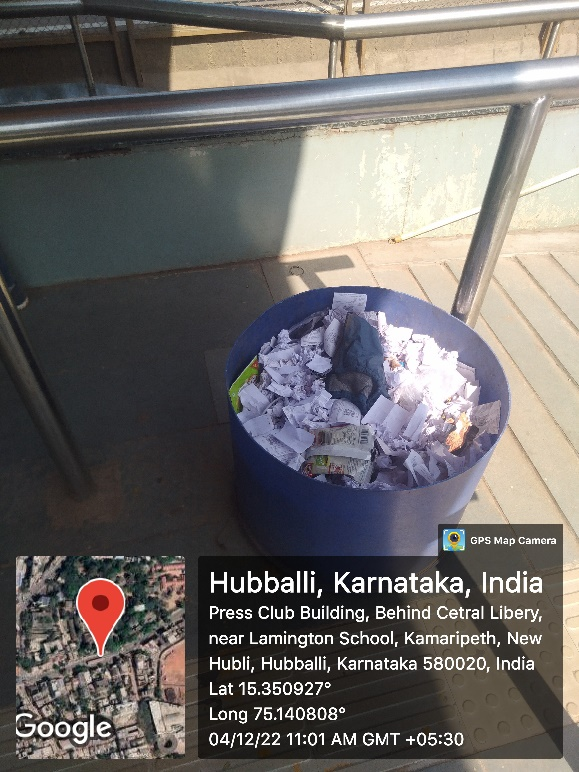 GPS Map Camera
Hubballi, Karnataka, India
Press Club Building, Behind Cetral Libery,
near Lamington School, Kamaripeth, New
Hubli, Hubballi, Karnataka 580020, India
Lat 15.350927°
Long 75.140808°
04/12/22 11:01 AM GMT +05:30
Google